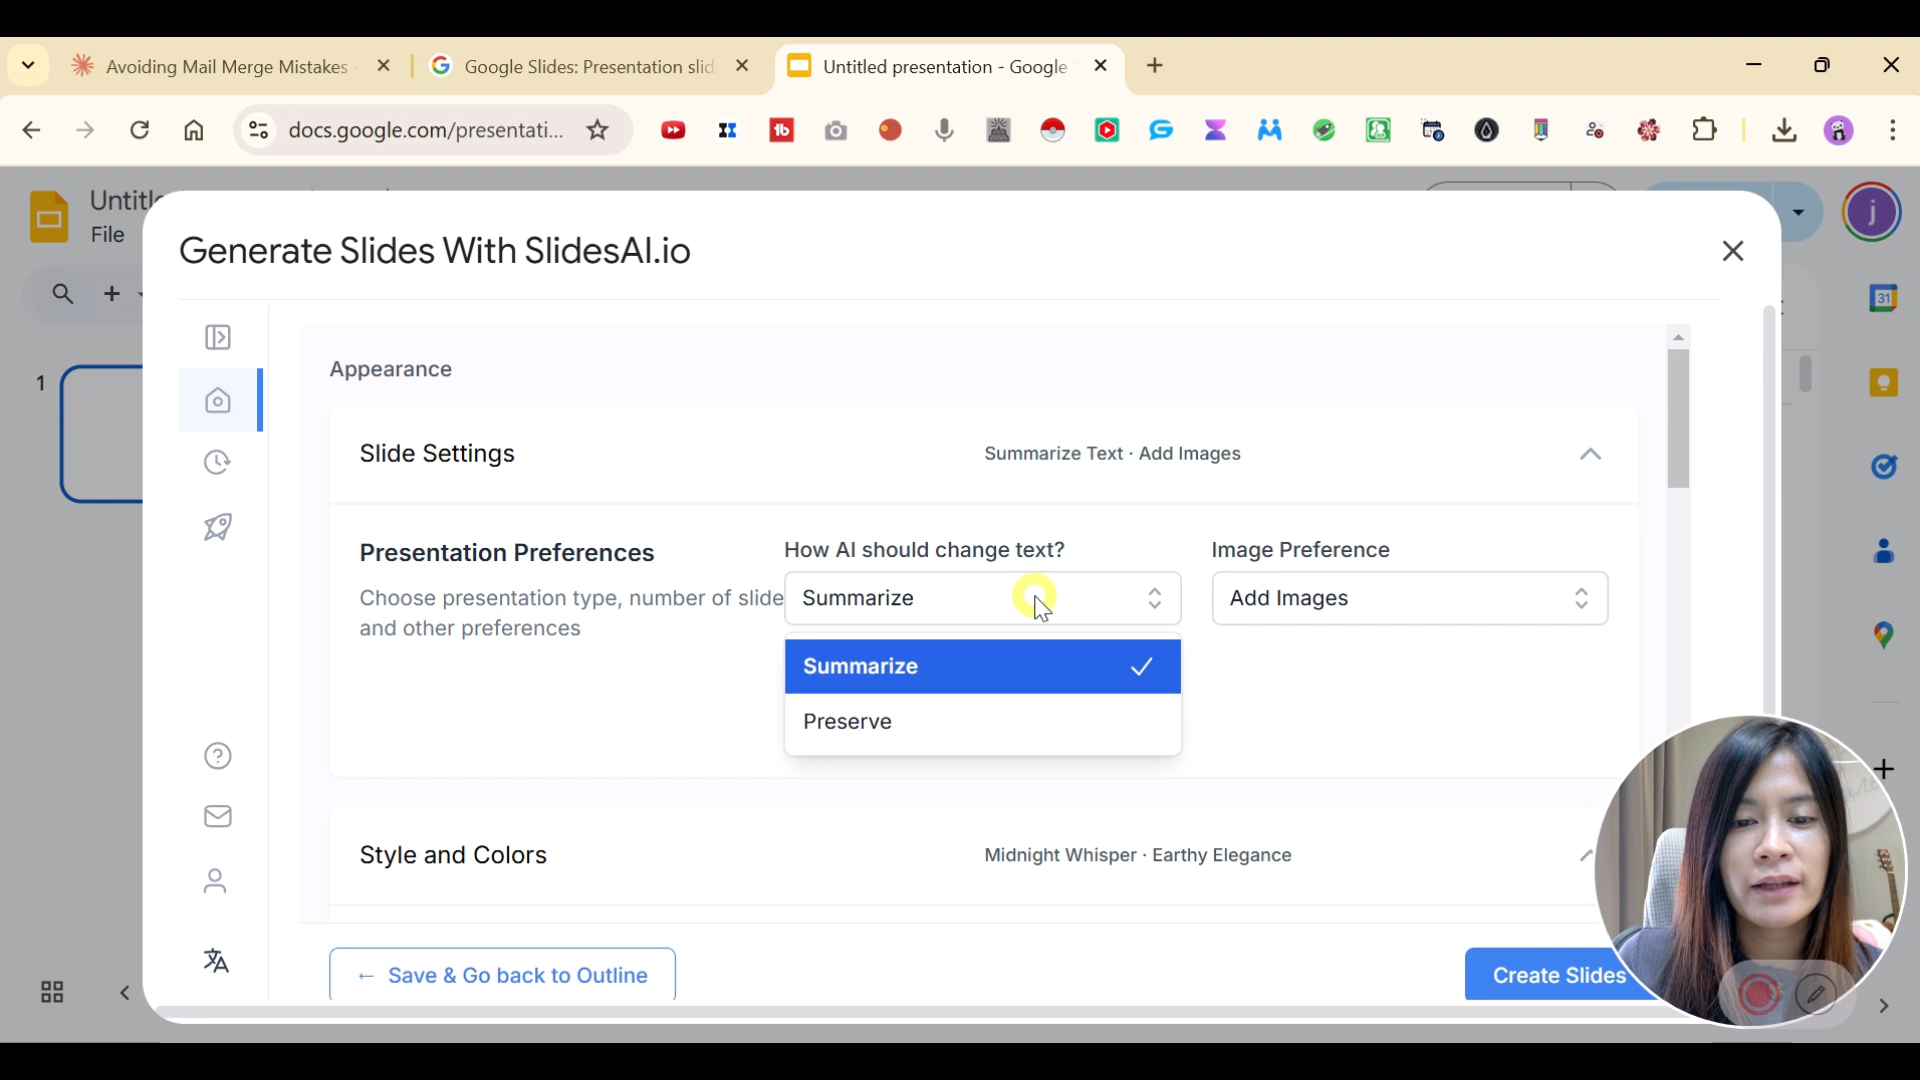 Avoiding Mail Merge Mistakes
Google Slides: Presentation slid
Untitled presentation - Google
docs.google.com/presentati...
Untitle
File
Generate Slides With SlidesAI.io
1
Appearance
Slide Settings
Summarize Text · Add Images
Presentation Preferences
How AI should change text?
Image Preference
Choose presentation type, number of slide
and other preferences
Summarize
Add Images
Summarize
Preserve
Style and Colors
Midnight Whisper · Earthy Elegance
← Save & Go back to Outline
Create Slides
j
31